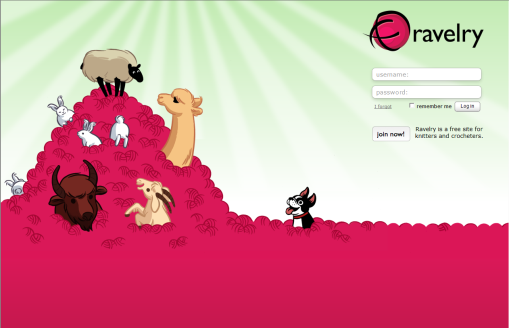 ravelry
username:
password:
I forgot
remember me
Log in
join now!
Ravelry is a free site for
knitters and crocheters.